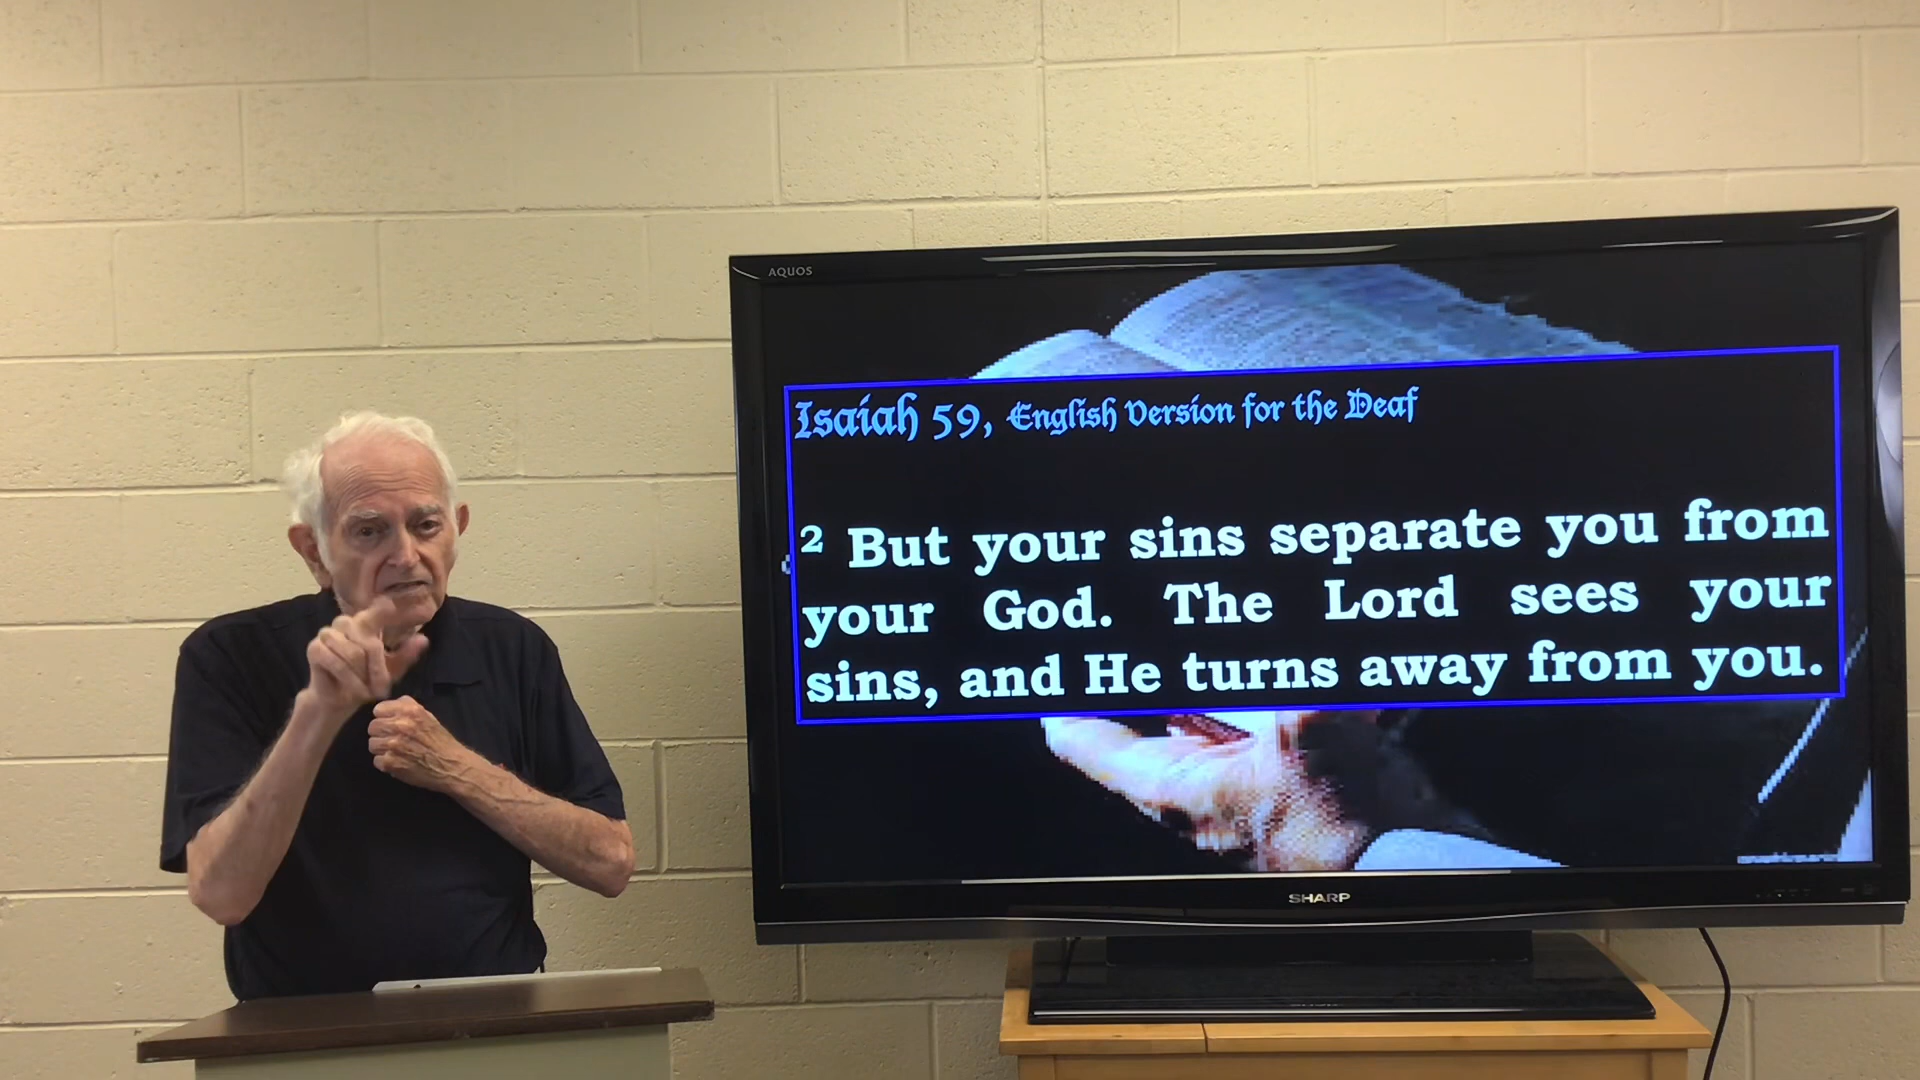 AQUOS
Isaiah 59, English Version for the Deaf
2 But your sins separate you from
your God. The Lord sees your
sins, and He turns away from you.
SHARP